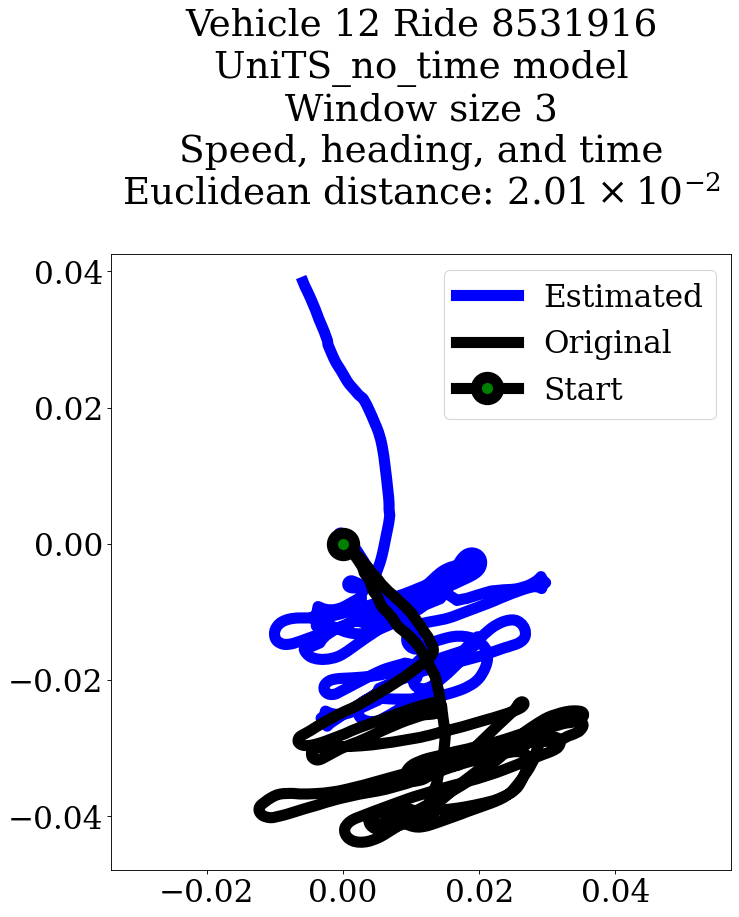 Vehicle 12 Ride 8531916
UniTS_no_time model
Window size 3
Speed, heading, and time
Euclidean distance: 2.01 × 10⁻²
Estimated
Original
Start
0.04
0.02
0.00
−0.02
−0.04
−0.02 0.00 0.02 0.04